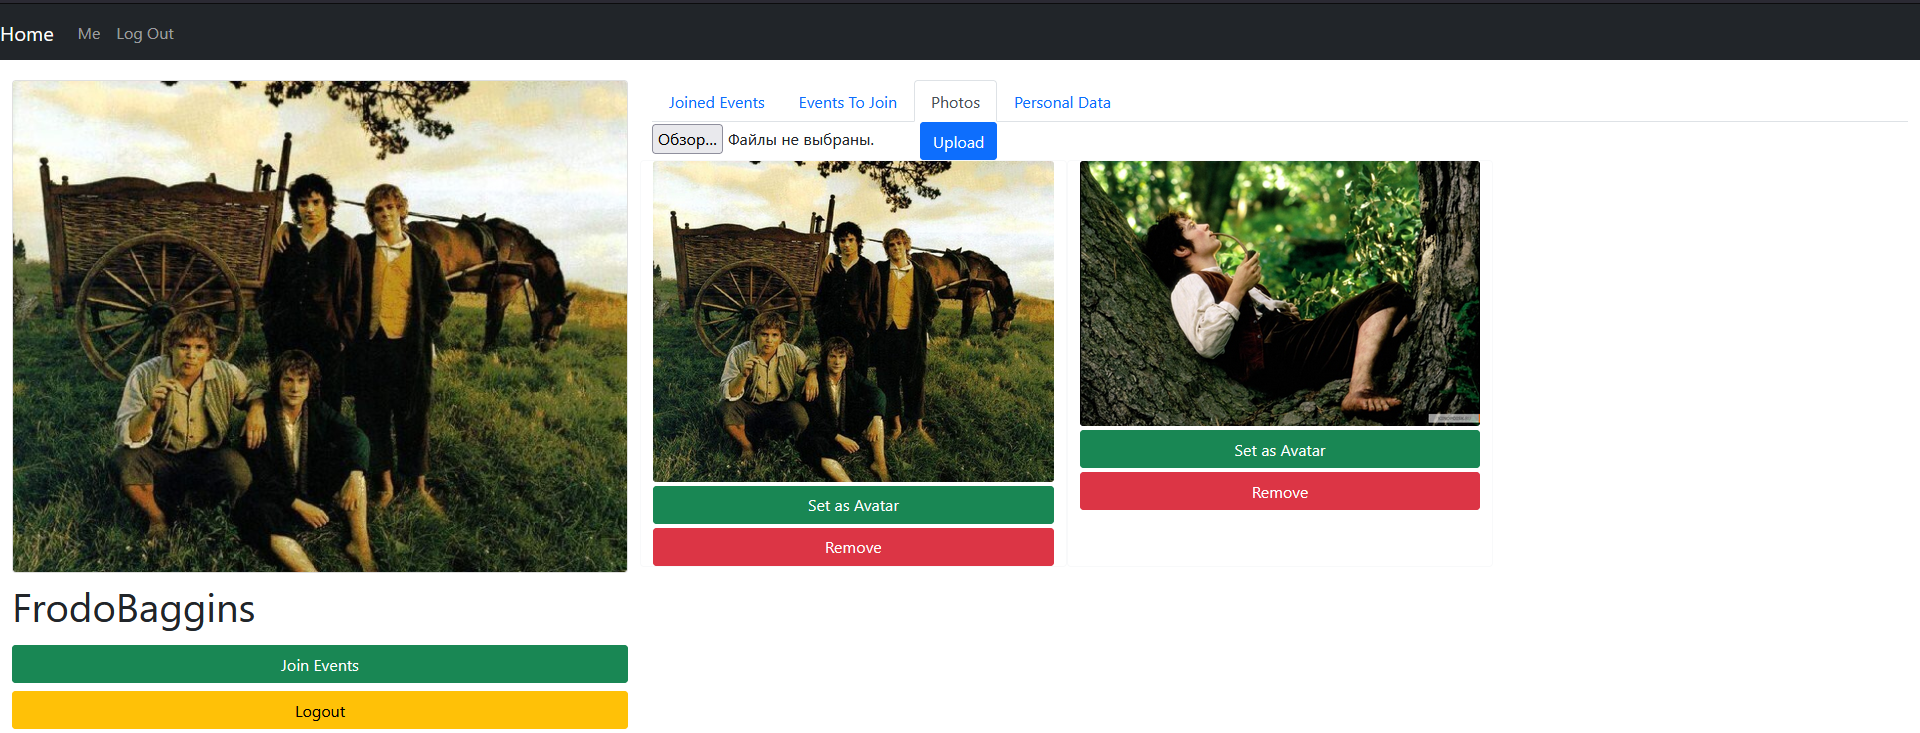 Home Me Log Out
Joined Events Events To Join Photos Personal Data
Обзор... Файлы не выбраны. Upload
Set as Avatar
Remove
Set as Avatar
Remove
FrodoBaggins
Join Events
Logout